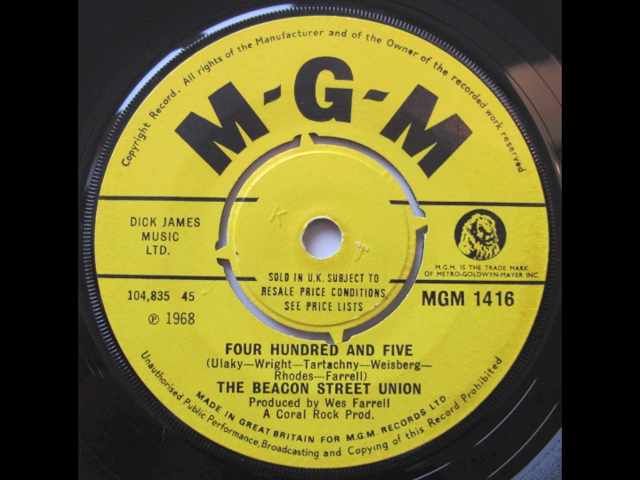 Copyright Record. All rights of the Manufacturer and of the Owner of the recorded work reserved.
M-G-M
DICK JAMES
MUSIC
LTD.
K T
M.G.M. IS THE TRADE MARK
OF METRO-GOLDWYN-MAYER INC.
SOLD IN U.K. SUBJECT TO
RESALE PRICE CONDITIONS,
SEE PRICE LISTS
104,835 45
℗ 1968
MGM 1416
FOUR HUNDRED AND FIVE
(Ulaky—Wright—Tartachny—Weisberg—
Rhodes—Farrell)
THE BEACON STREET UNION
Produced by Wes Farrell
A Coral Rock Prod.
MADE IN GREAT BRITAIN FOR M.G.M. RECORDS LTD.
Unauthorised Public Performance, Broadcasting and Copying of this Record Prohibited